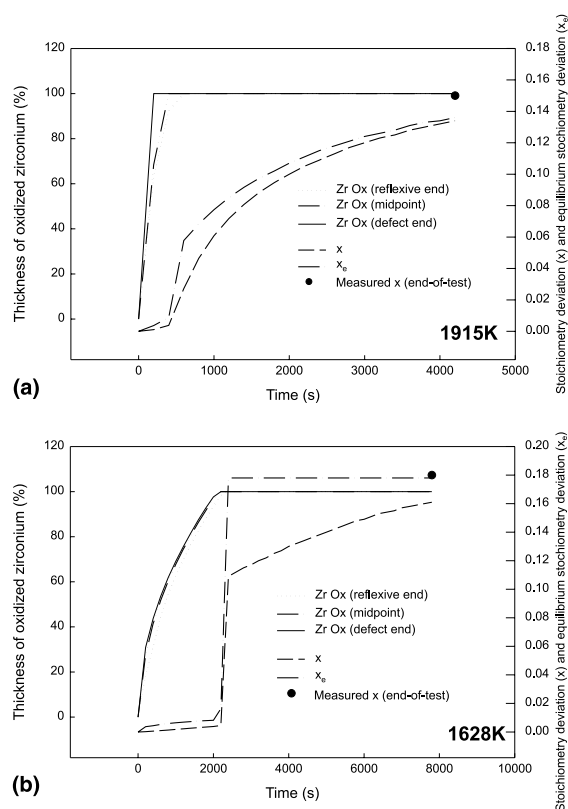 120
100
80
60
40
20
0
Thickness of oxidized zirconium (%)
0.18
0.16
0.14
0.12
0.10
0.08
0.06
0.04
0.02
0.00
Stoichiometry deviation (x) and equilibrium stochiometry deviation (xₑ)
Zr Ox (reflexive end)
Zr Ox (midpoint)
Zr Ox (defect end)
x
xₑ
Measured x (end-of-test)
1915K
0 1000 2000 3000 4000 5000
Time (s)
(a)
120
100
80
60
40
20
0
Thickness of oxidized zirconium (%)
0.20
0.18
0.16
0.14
0.12
0.10
0.08
0.06
0.04
0.02
0.00
Stoichiometry deviation (x) and equilibrium stochiometry deviation (xₑ)
Zr Ox (reflexive end)
Zr Ox (midpoint)
Zr Ox (defect end)
x
xₑ
Measured x (end-of-test)
1628K
0 2000 4000 6000 8000 10000
Time (s)
(b)